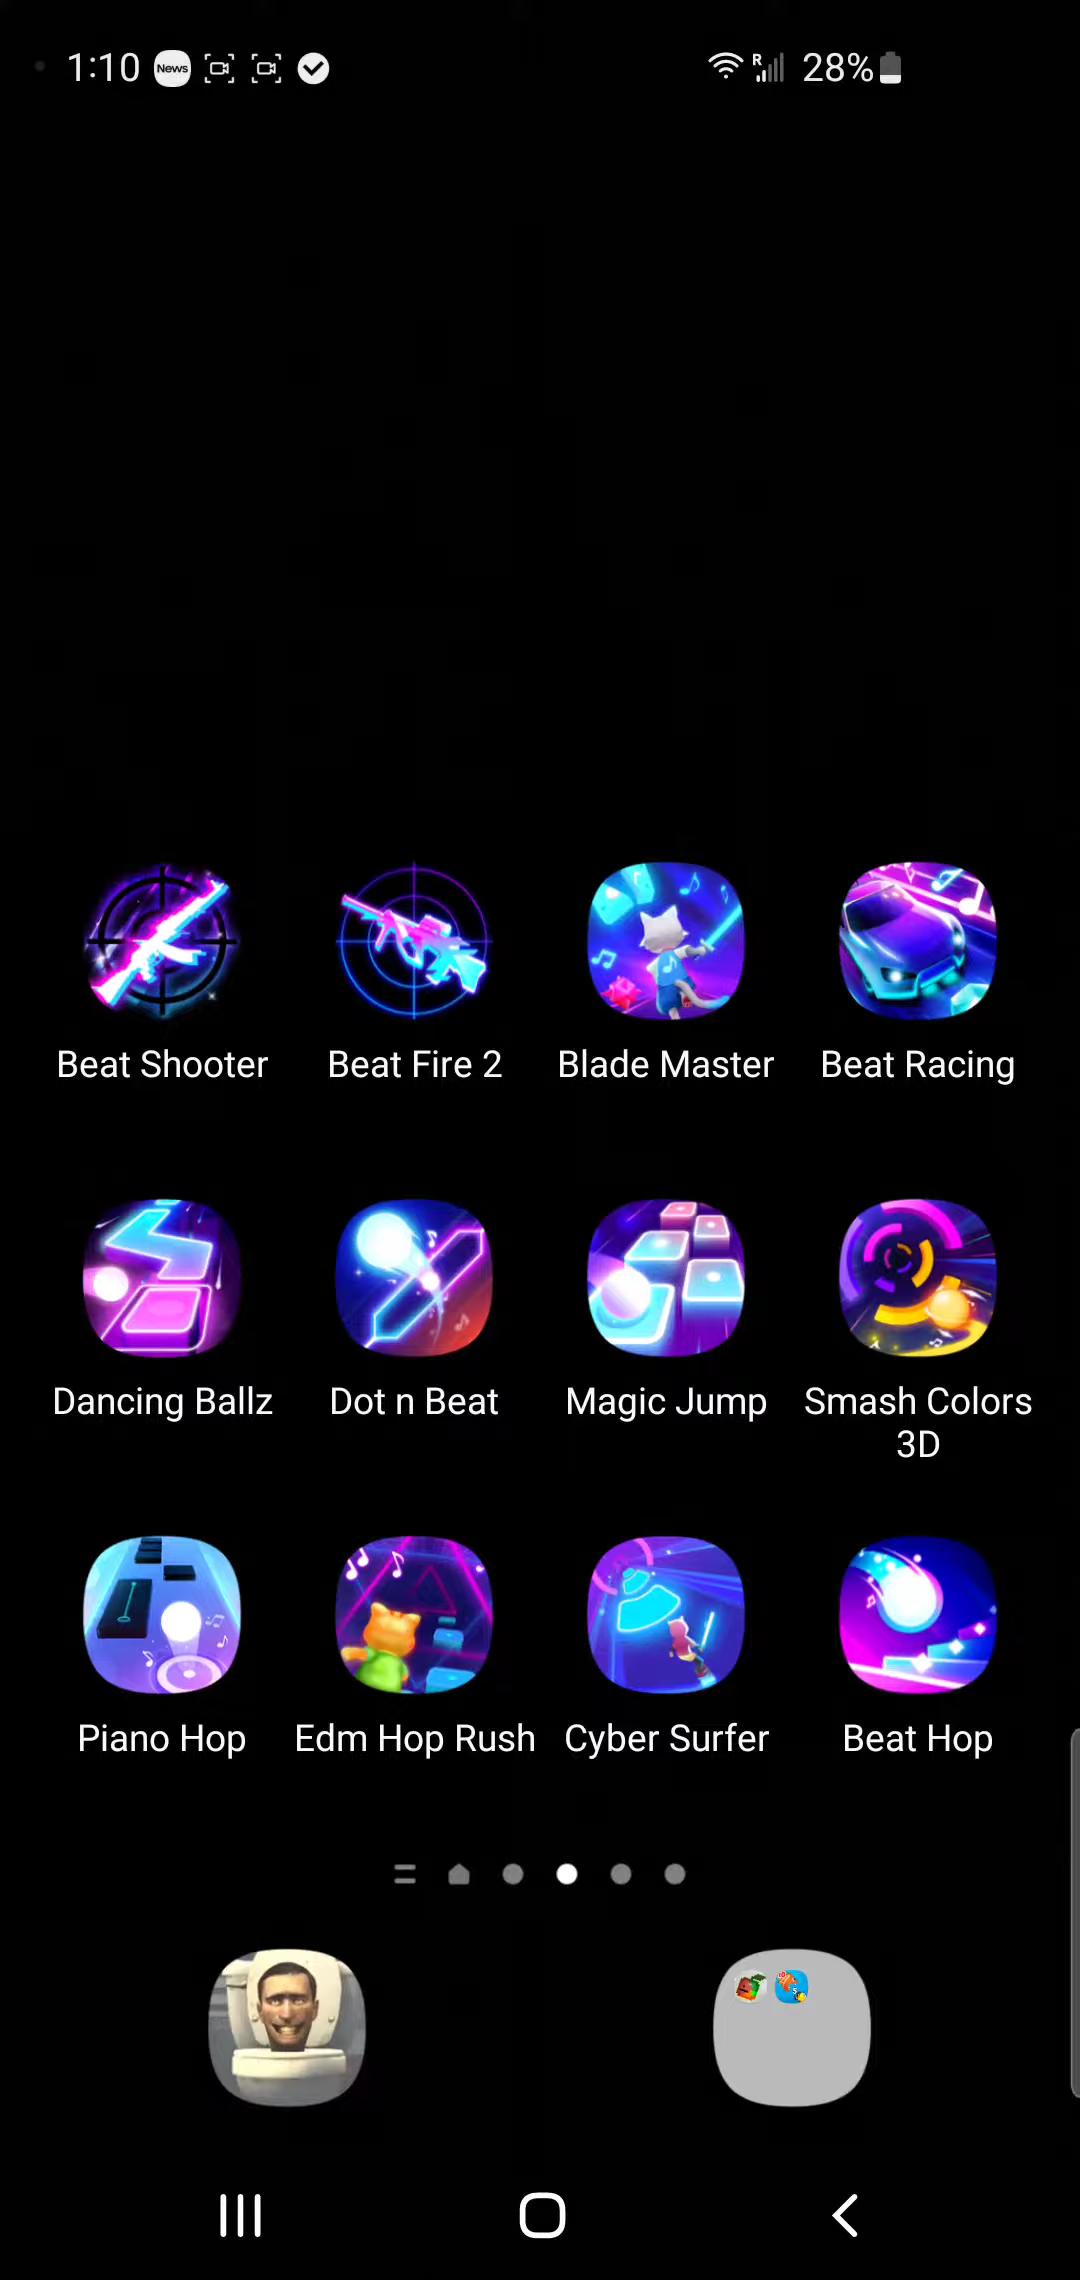 1:10 News R 28%
Beat Shooter Beat Fire 2 Blade Master Beat Racing
Dancing Ballz Dot n Beat Magic Jump Smash Colors
3D
Piano Hop Edm Hop Rush Cyber Surfer Beat Hop